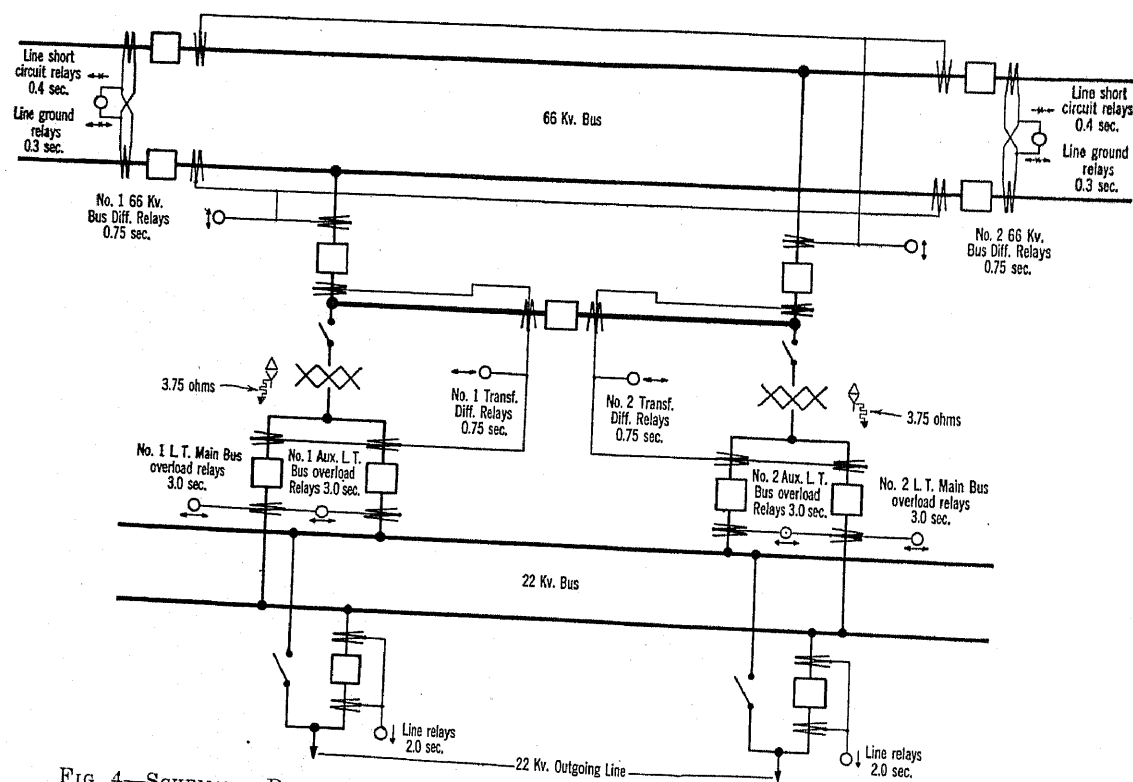 Line short
circuit relays
0.4 sec.
Line ground
relays
0.3 sec.
66 Kv. Bus
Line short
circuit relays
0.4 sec.
Line ground
relays
0.3 sec.
No. 1 66 Kv.
Bus Diff. Relays
0.75 sec.
No. 2 66 Kv.
Bus Diff. Relays
0.75 sec.
3.75 ohms
No. 1 Transf.
Diff. Relays
0.75 sec.
No. 2 Transf.
Diff. Relays
0.75 sec.
3.75 ohms
No. 1 L. T. Main Bus
overload relays
3.0 sec.
No. 1 Aux. L. T.
Bus overload
Relays 3.0 sec.
No. 2 Aux. L. T.
Bus overload
Relays 3.0 sec.
No. 2 L. T. Main Bus
overload relays
3.0 sec.
22 Kv. Bus
Line relays
2.0 sec.
22 Kv. Outgoing Line
Line relays
2.0 sec.
FIG. 4—